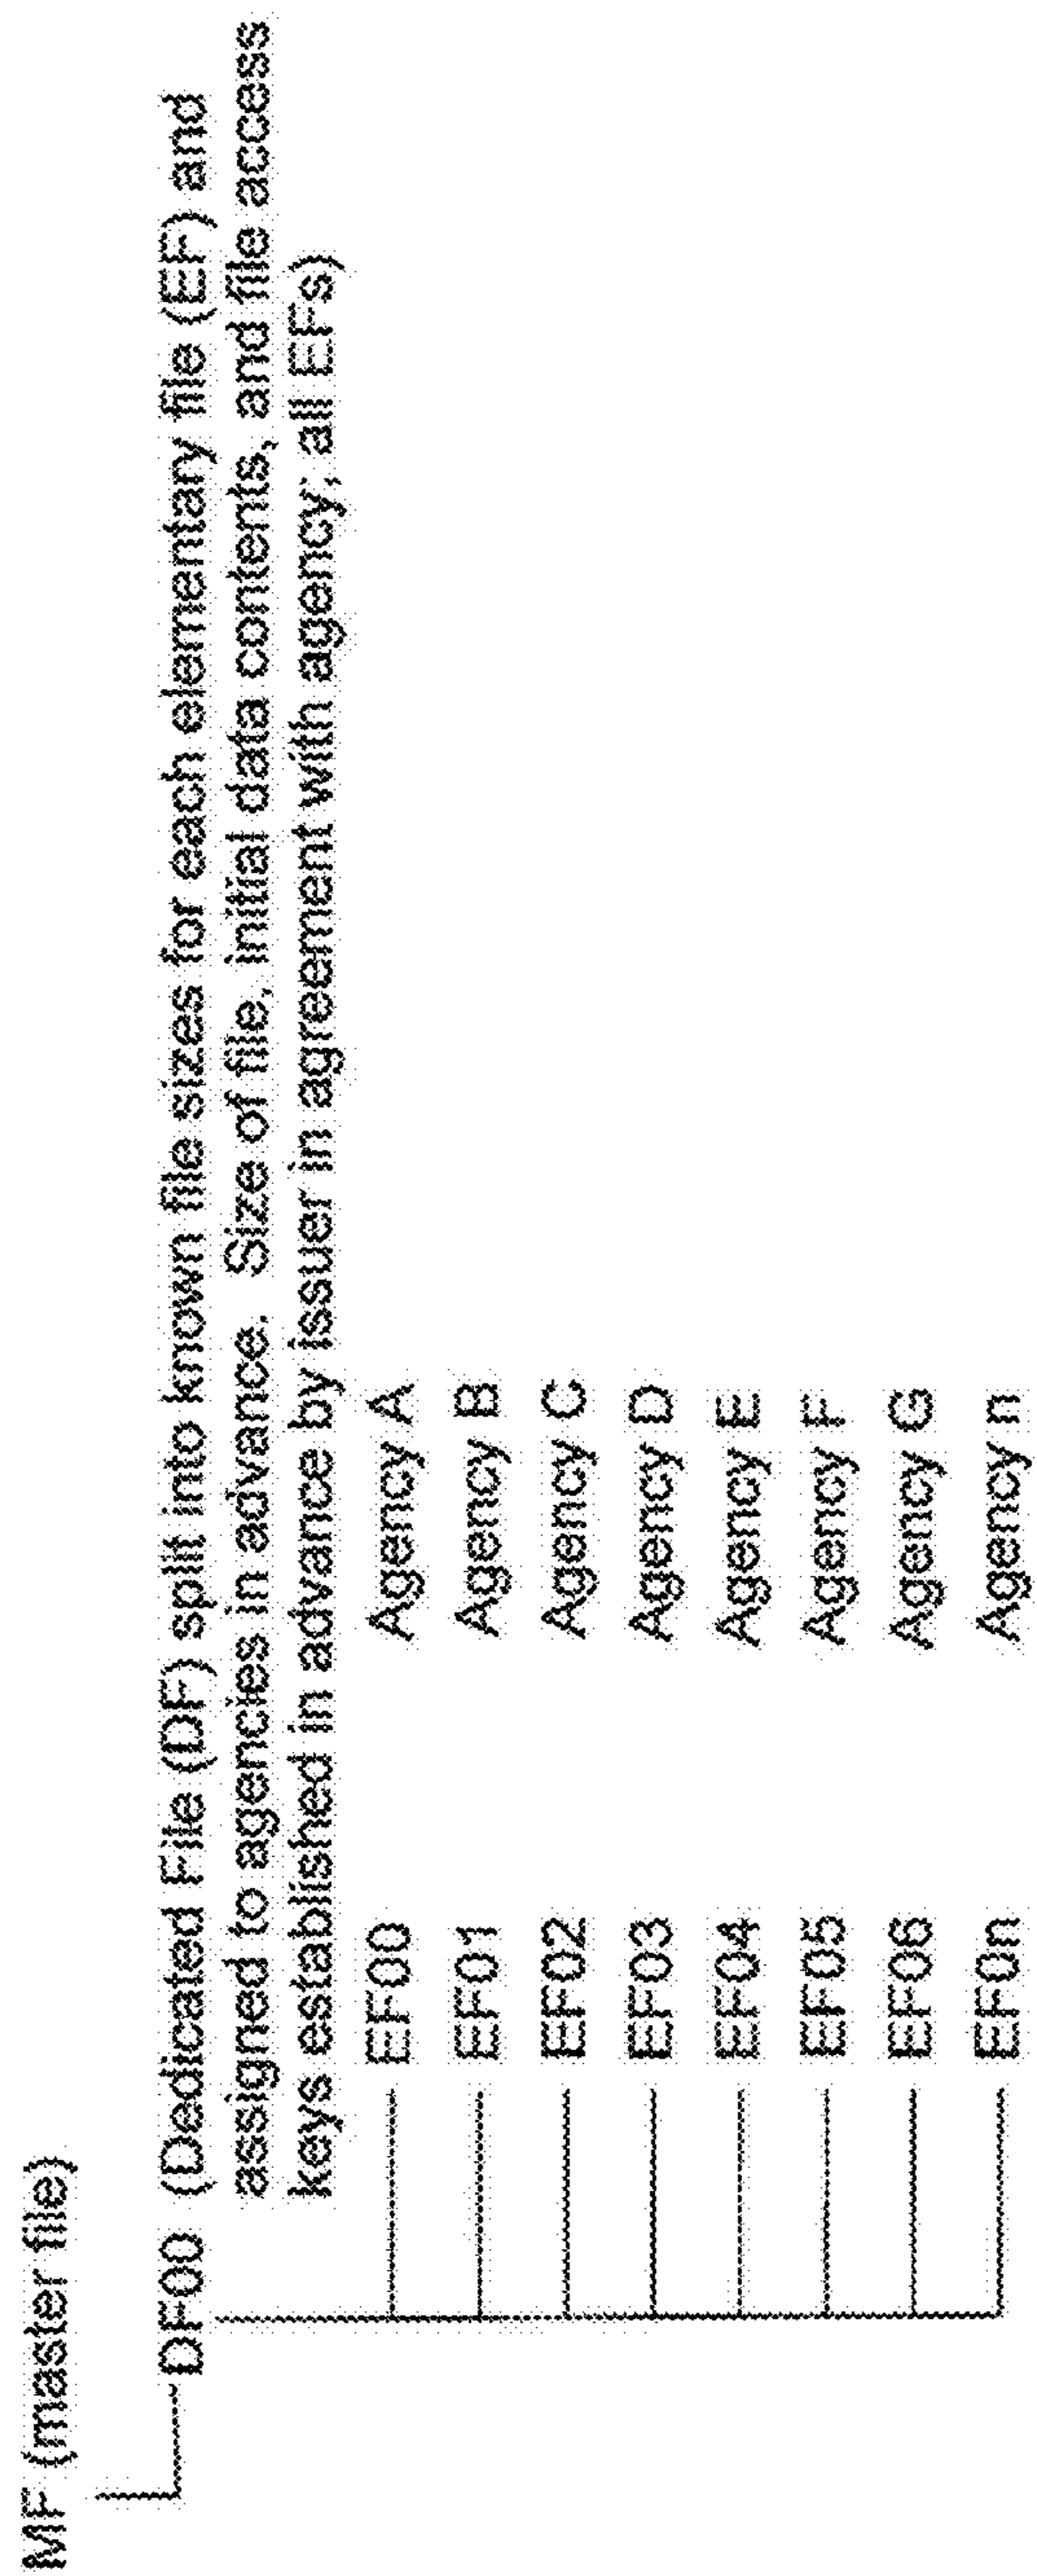 MF (master file)
DF00 (Dedicated File (DF) split into known file sizes for each elementary file (EF) and
assigned to agencies in advance. Size of file, initial data contents, and file access
keys established in advance by issuer in agreement with agency; all EFs)
EF00 Agency A
EF01 Agency B
EF02 Agency C
EF03 Agency D
EF04 Agency E
EF05 Agency F
EF06 Agency G
EF0n Agency n